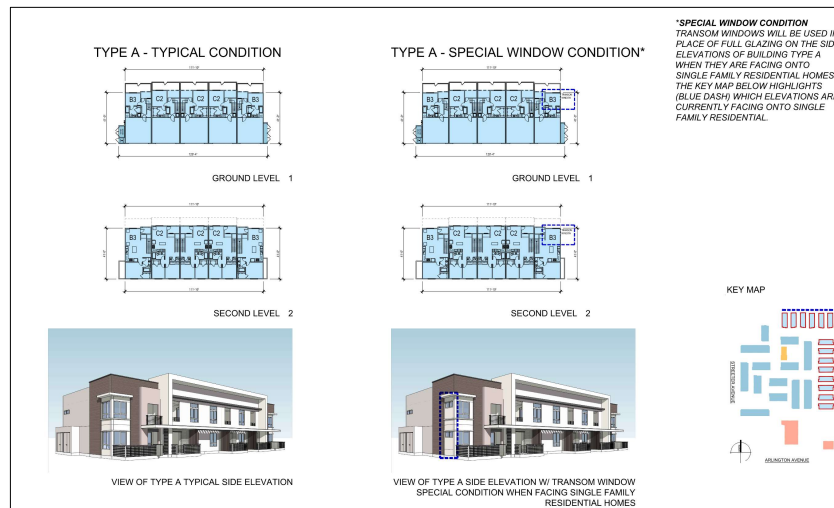 TYPE A - TYPICAL CONDITION
B3 C2 C2 C2 C2 B3
GROUND LEVEL 1
B3 C2 C2 C2 C2 B3
SECOND LEVEL 2
VIEW OF TYPE A TYPICAL SIDE ELEVATION
TYPE A - SPECIAL WINDOW CONDITION*
B3 C2 C2 C2 C2 B3
GROUND LEVEL 1
B3 C2 C2 C2 C2 B3
SECOND LEVEL 2
VIEW OF TYPE A SIDE ELEVATION W/ TRANSOM WINDOW
SPECIAL CONDITION WHEN FACING SINGLE FAMILY
RESIDENTIAL HOMES
*SPECIAL WINDOW CONDITION
TRANSOM WINDOWS WILL BE USED I
PLACE OF FULL GLAZING ON THE SID
ELEVATIONS OF BUILDING TYPE A
WHEN THEY ARE FACING ONTO
SINGLE FAMILY RESIDENTIAL HOMES
THE KEY MAP BELOW HIGHLIGHTS
(BLUE DASH) WHICH ELEVATIONS AR
CURRENTLY FACING ONTO SINGLE
FAMILY RESIDENTIAL.
KEY MAP
STREETER AVENUE
ARLINGTON AVENUE